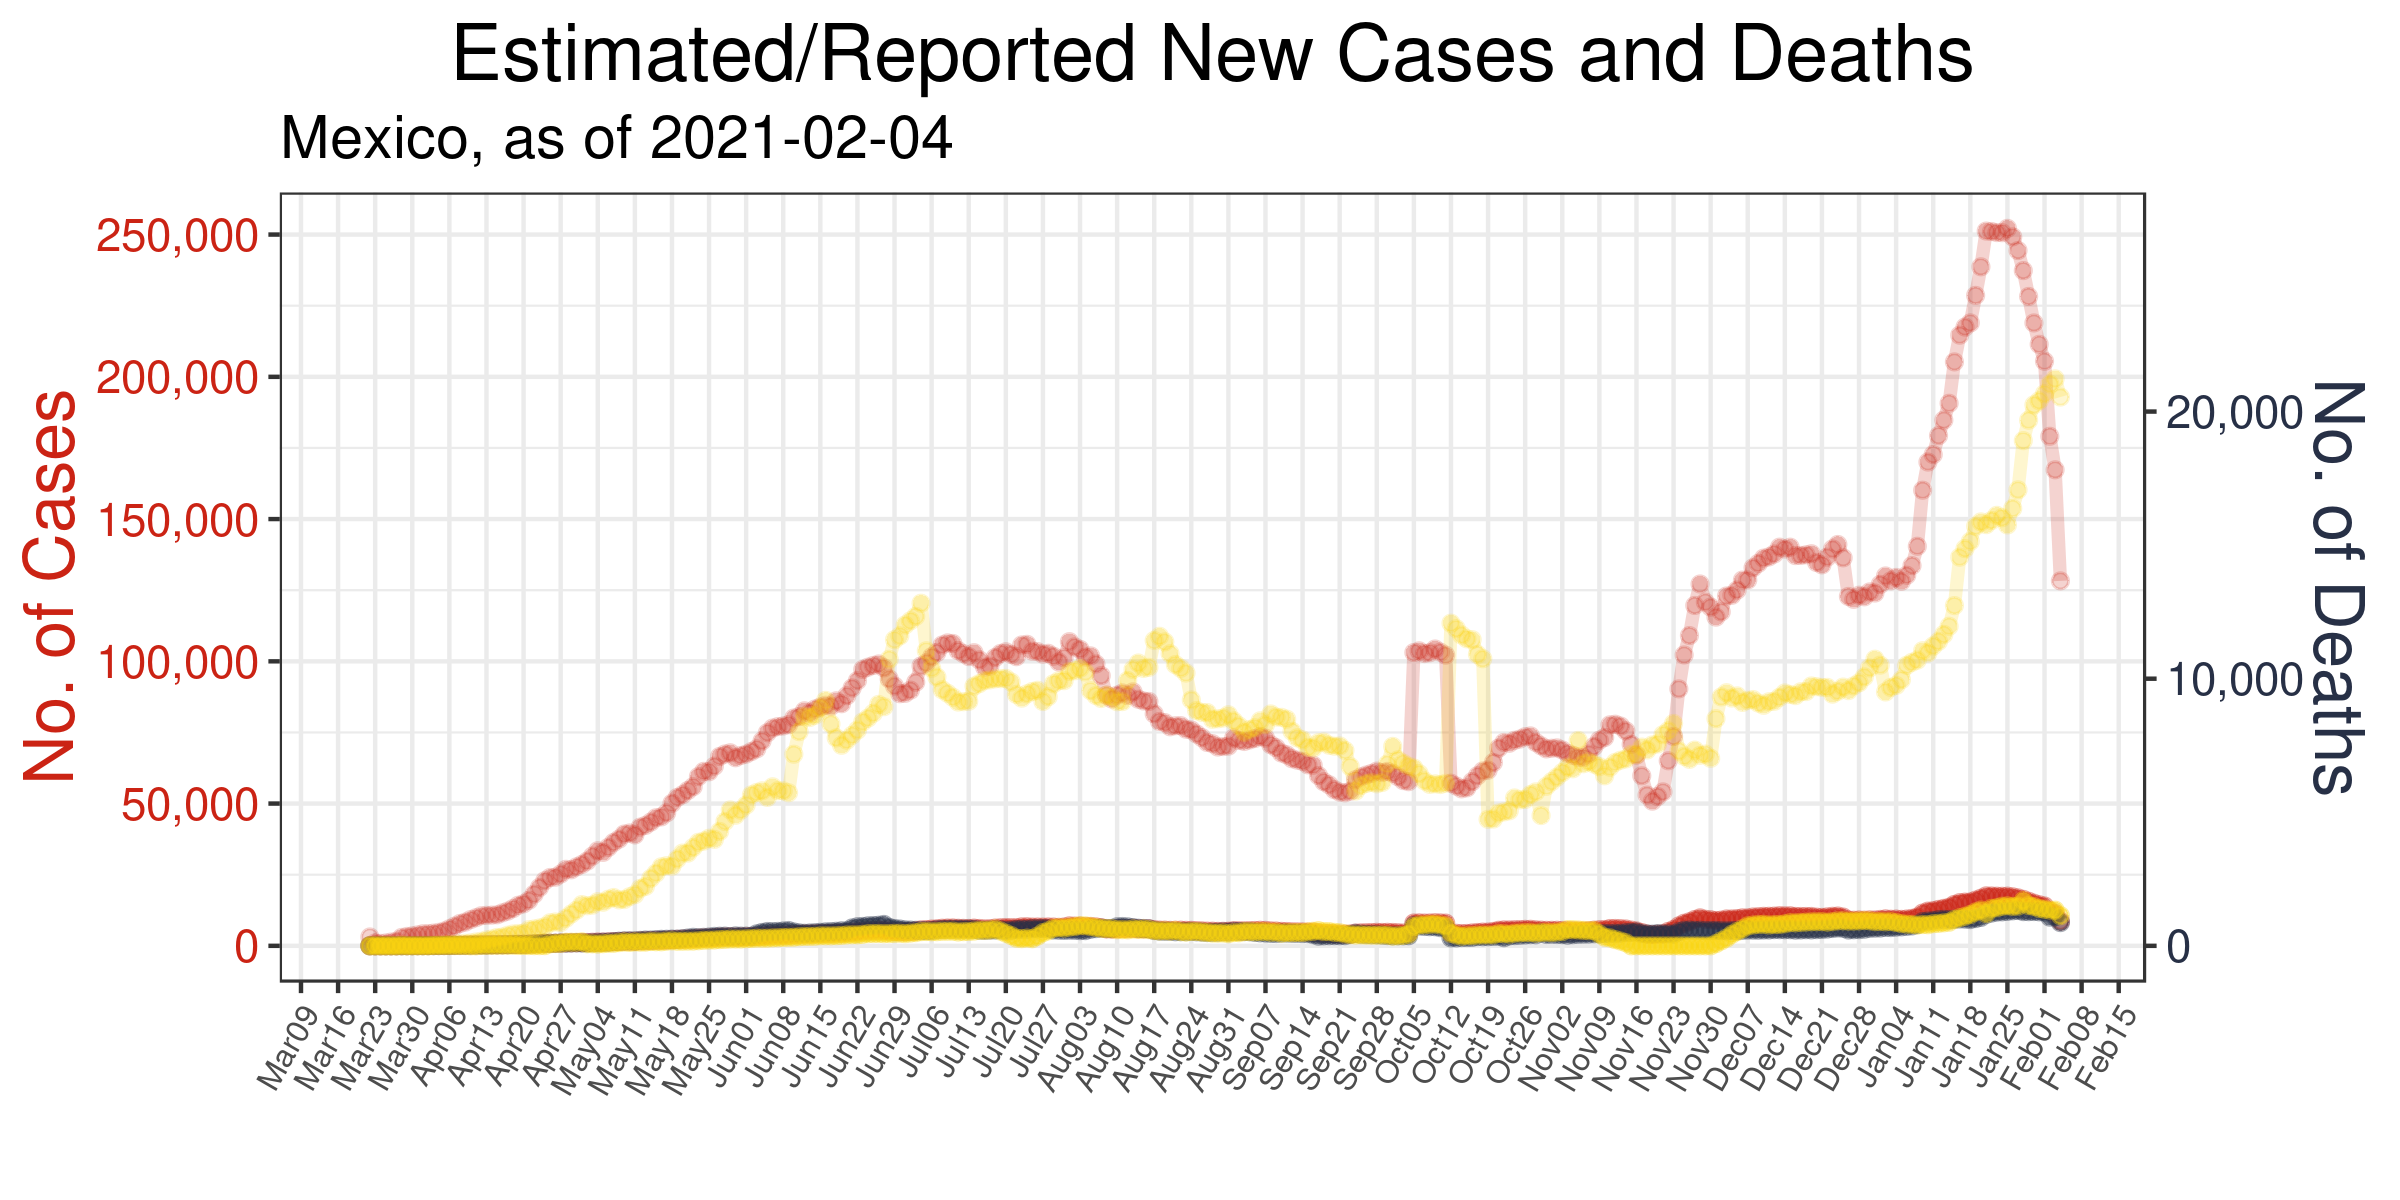 Estimated/Reported New Cases and Deaths
Mexico, as of 2021-02-04
No. of Cases
250,000
200,000
150,000
100,000
50,000
0
20,000
10,000
0
No. of Deaths
Mar09
Mar16
Mar23
Mar30
Apr06
Apr13
Apr20
Apr27
May04
May11
May18
May25
Jun01
Jun08
Jun15
Jun22
Jun29
Jul06
Jul13
Jul20
Jul27
Aug03
Aug10
Aug17
Aug24
Aug31
Sep07
Sep14
Sep21
Sep28
Oct05
Oct12
Oct19
Oct26
Nov02
Nov09
Nov16
Nov23
Nov30
Dec07
Dec14
Dec21
Dec28
Jan04
Jan11
Jan18
Jan25
Feb01
Feb08
Feb15